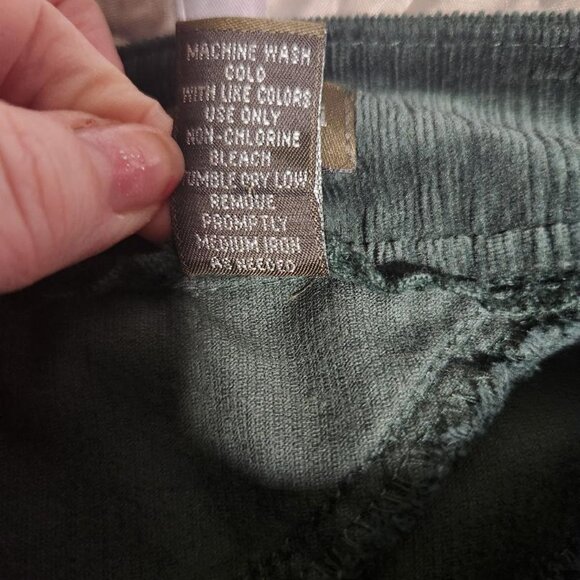 MACHINE WASH
COLD
WITH LIKE COLORS
USE ONLY
NON-CHLORINE
BLEACH
TUMBLE DRY LOW
REMOVE
PROMPTLY
MEDIUM IRON
AS NEEDED